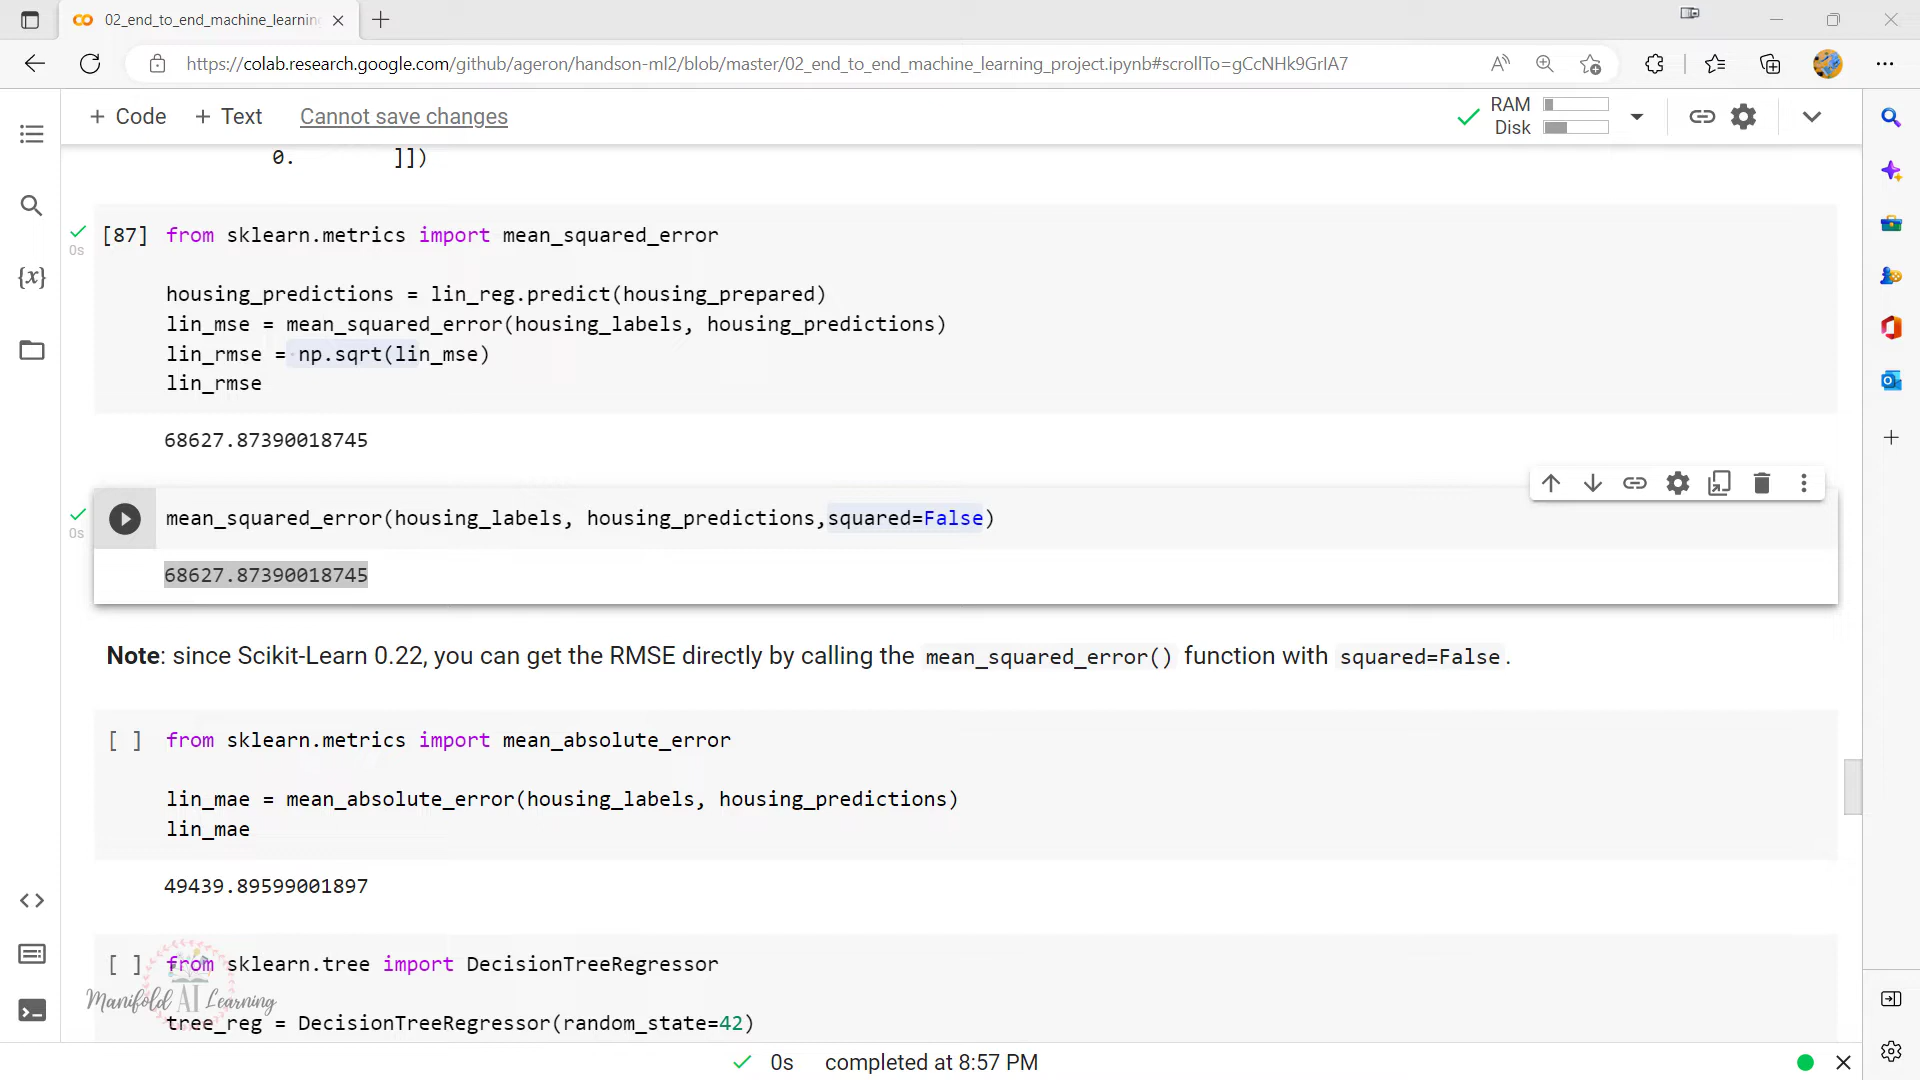 02_end_to_end_machine_learning
https://colab.research.google.com/github/ageron/handson-ml2/blob/master/02_end_to_end_machine_learning_project.ipynb#scrollTo=gCcNHk9GrIA7
+ Code + Text Cannot save changes
RAM
Disk
0. ]])
[87] from sklearn.metrics import mean_squared_error
0s
housing_predictions = lin_reg.predict(housing_prepared)
lin_mse = mean_squared_error(housing_labels, housing_predictions)
lin_rmse = np.sqrt(lin_mse)
lin_rmse
68627.87390018745
mean_squared_error(housing_labels, housing_predictions,squared=False)
0s
68627.87390018745
Note: since Scikit-Learn 0.22, you can get the RMSE directly by calling the mean_squared_error() function with squared=False.
[ ] from sklearn.metrics import mean_absolute_error
lin_mae = mean_absolute_error(housing_labels, housing_predictions)
lin_mae
49439.89599001897
[ ] from sklearn.tree import DecisionTreeRegressor
Manifold AI Learning
tree_reg = DecisionTreeRegressor(random_state=42)
0s completed at 8:57 PM